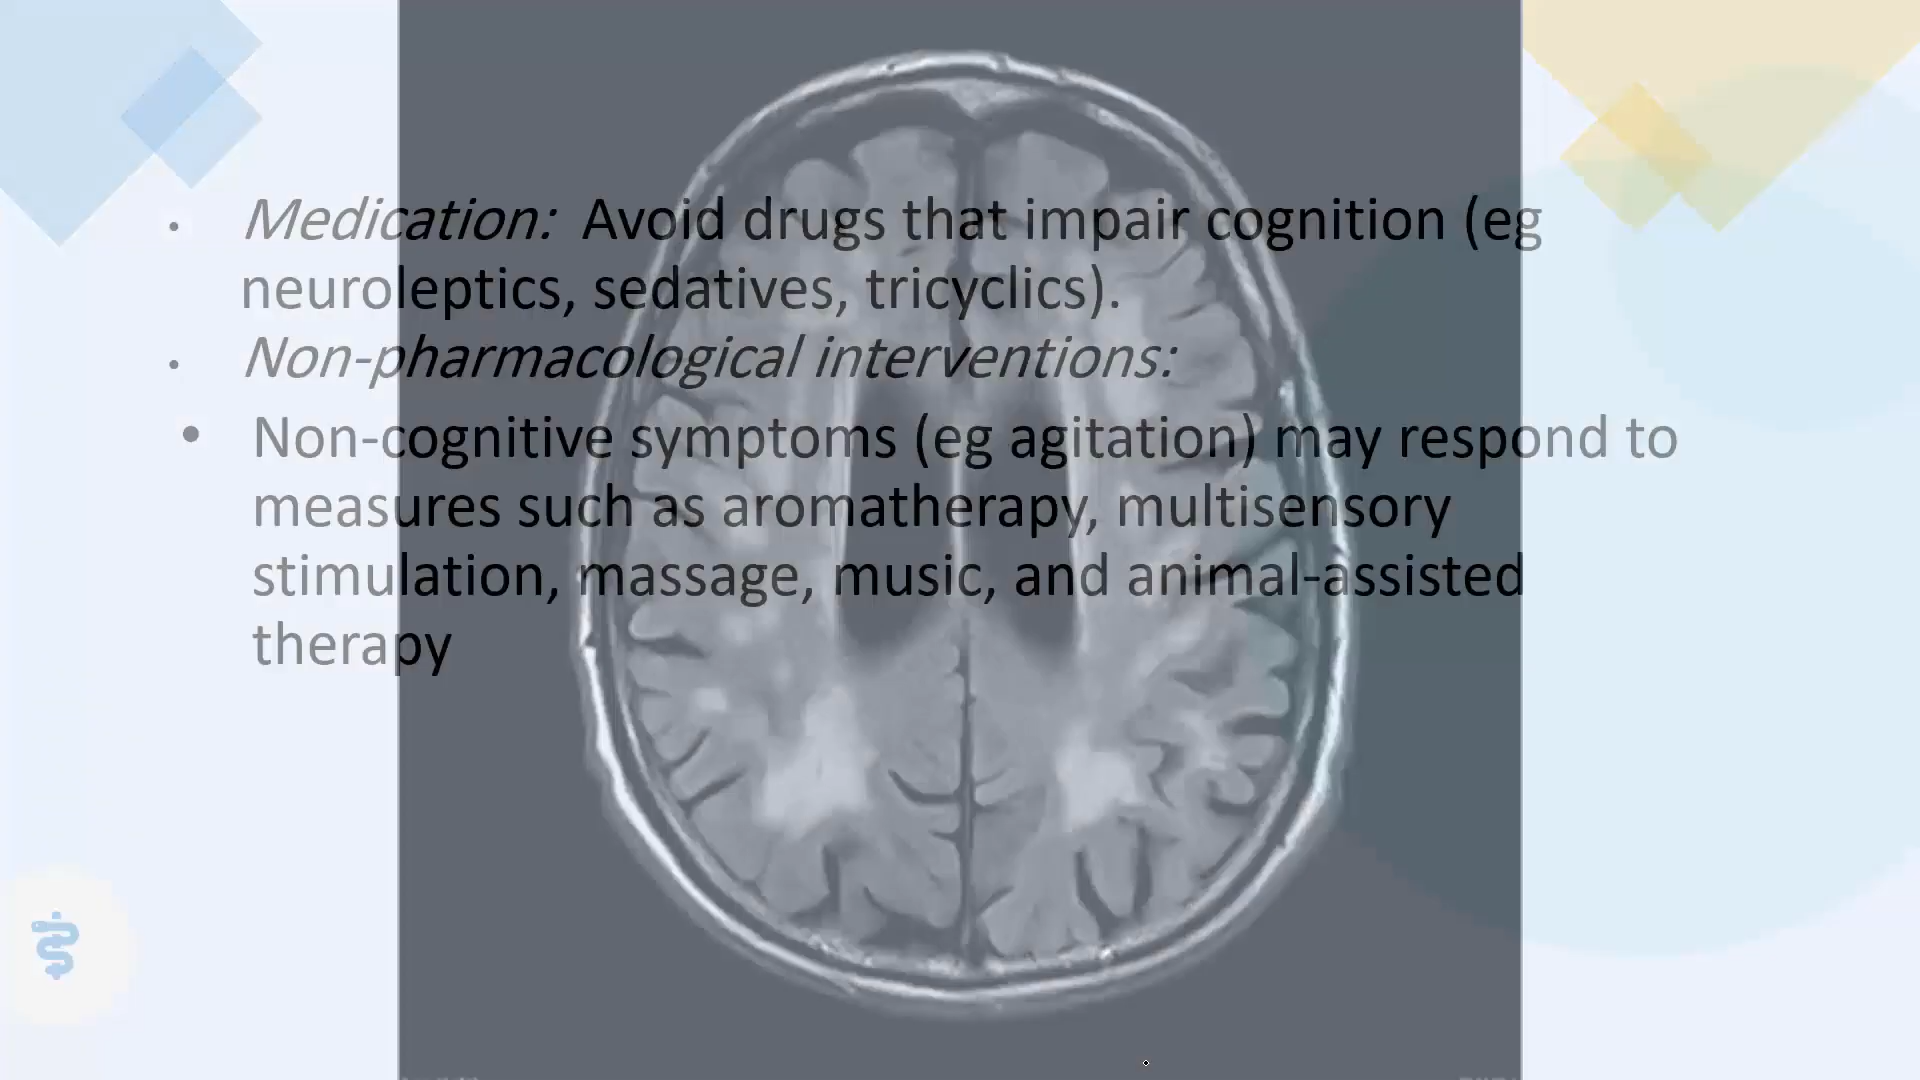 • Medication: Avoid drugs that impair cognition (eg
neuroleptics, sedatives, tricyclics).
• Non-pharmacological interventions:
• Non-cognitive symptoms (eg agitation) may respond to
measures such as aromatherapy, multisensory
stimulation, massage, music, and animal-assisted
therapy